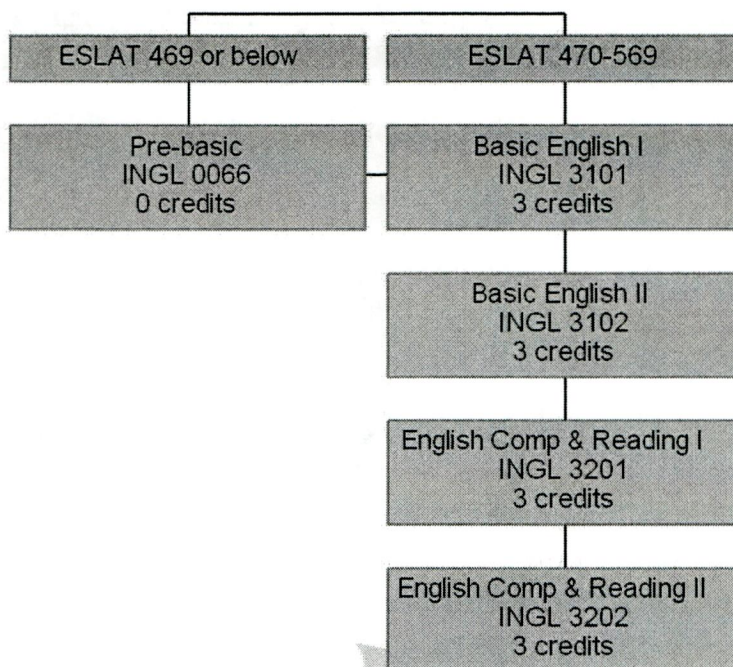 ESLAT 469 or below
ESLAT 470-569
Pre-basic
INGL 0066
0 credits
Basic English I
INGL 3101
3 credits
Basic English II
INGL 3102
3 credits
English Comp & Reading I
INGL 3201
3 credits
English Comp & Reading II
INGL 3202
3 credits